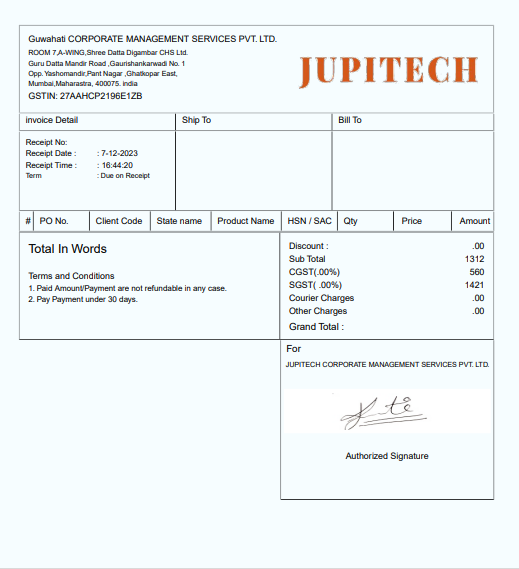 Guwahati CORPORATE MANAGEMENT SERVICES PVT. LTD.
ROOM 7,A-WING,Shree Datta Digambar CHS Ltd.
Guru Datta Mandir Road ,Gaurishankarwadi No. 1
Opp. Yashomandir,Pant Nagar ,Ghatkopar East,
Mumbai,Maharastra, 400075. india
GSTIN: 27AAHCP2196E1ZB
JUPITECH
invoice Detail Ship To Bill To
Receipt No:
Receipt Date : : 7-12-2023
Receipt Time : : 16:44:20
Term : Due on Receipt
# PO No. Client Code State name Product Name HSN / SAC Qty Price Amount
Total In Words
Terms and Conditions
1. Paid Amount/Payment are not refundable in any case.
2. Pay Payment under 30 days.
Discount : .00
Sub Total 1312
CGST(.00%) 560
SGST( .00%) 1421
Courier Charges .00
Other Charges .00
Grand Total :
For
JUPITECH CORPORATE MANAGEMENT SERVICES PVT. LTD.
Authorized Signature